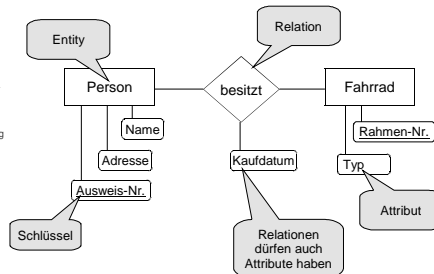 Entity
Relation
Person
besitzt
Fahrrad
Name
Adresse
Ausweis-Nr.
Kaufdatum
Rahmen-Nr.
Typ
Schlüssel
Relationen
dürfen auch
Attribute haben
Attribut